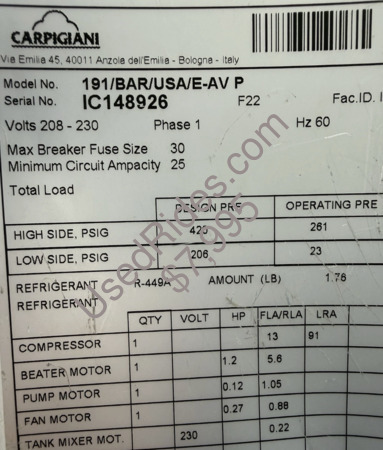 CARPIGIANI
Via Emilia 45, 40011 Anzola dell'Emilia - Bologna - Italy
Model No. 191/BAR/USA/E-AV P
Serial No. IC148926 F22 Fac.ID.
Volts 208 - 230 Phase 1 Hz 60
Max Breaker Fuse Size 30
Minimum Circuit Ampacity 25
Total Load
DESIGN PRE OPERATING PRE
HIGH SIDE, PSIG 420 261
LOW SIDE, PSIG 206 23
REFRIGERANT R-449A AMOUNT (LB) 1.76
REFRIGERANT
QTY VOLT HP FLA/RLA LRA
COMPRESSOR 1 13 91
BEATER MOTOR 1 1.2 5.6
PUMP MOTOR 1 0.12 1.05
FAN MOTOR 1 0.27 0.88
TANK MIXER MOT. 230 0.22
UsedRides.com
$7,995